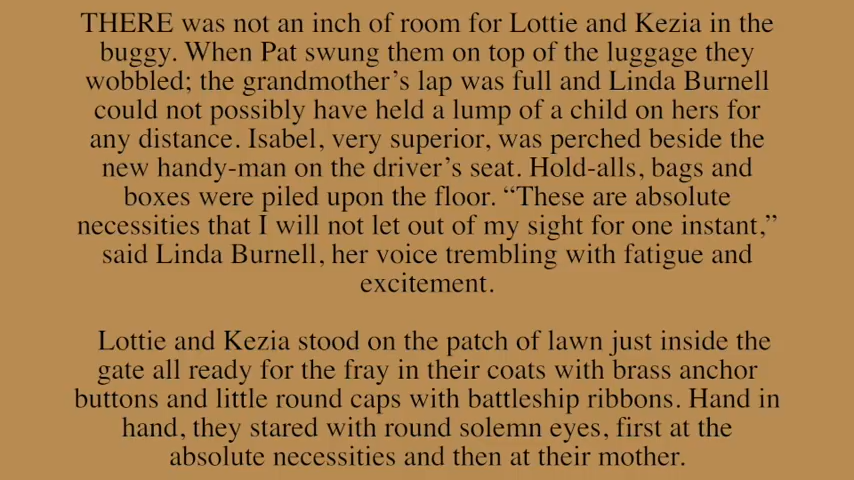 THERE was not an inch of room for Lottie and Kezia in the
buggy. When Pat swung them on top of the luggage they
wobbled; the grandmother’s lap was full and Linda Burnell
could not possibly have held a lump of a child on hers for
any distance. Isabel, very superior, was perched beside the
new handy-man on the driver’s seat. Hold-alls, bags and
boxes were piled upon the floor. “These are absolute
necessities that I will not let out of my sight for one instant,”
said Linda Burnell, her voice trembling with fatigue and
excitement.
Lottie and Kezia stood on the patch of lawn just inside the
gate all ready for the fray in their coats with brass anchor
buttons and little round caps with battleship ribbons. Hand in
hand, they stared with round solemn eyes, first at the
absolute necessities and then at their mother.